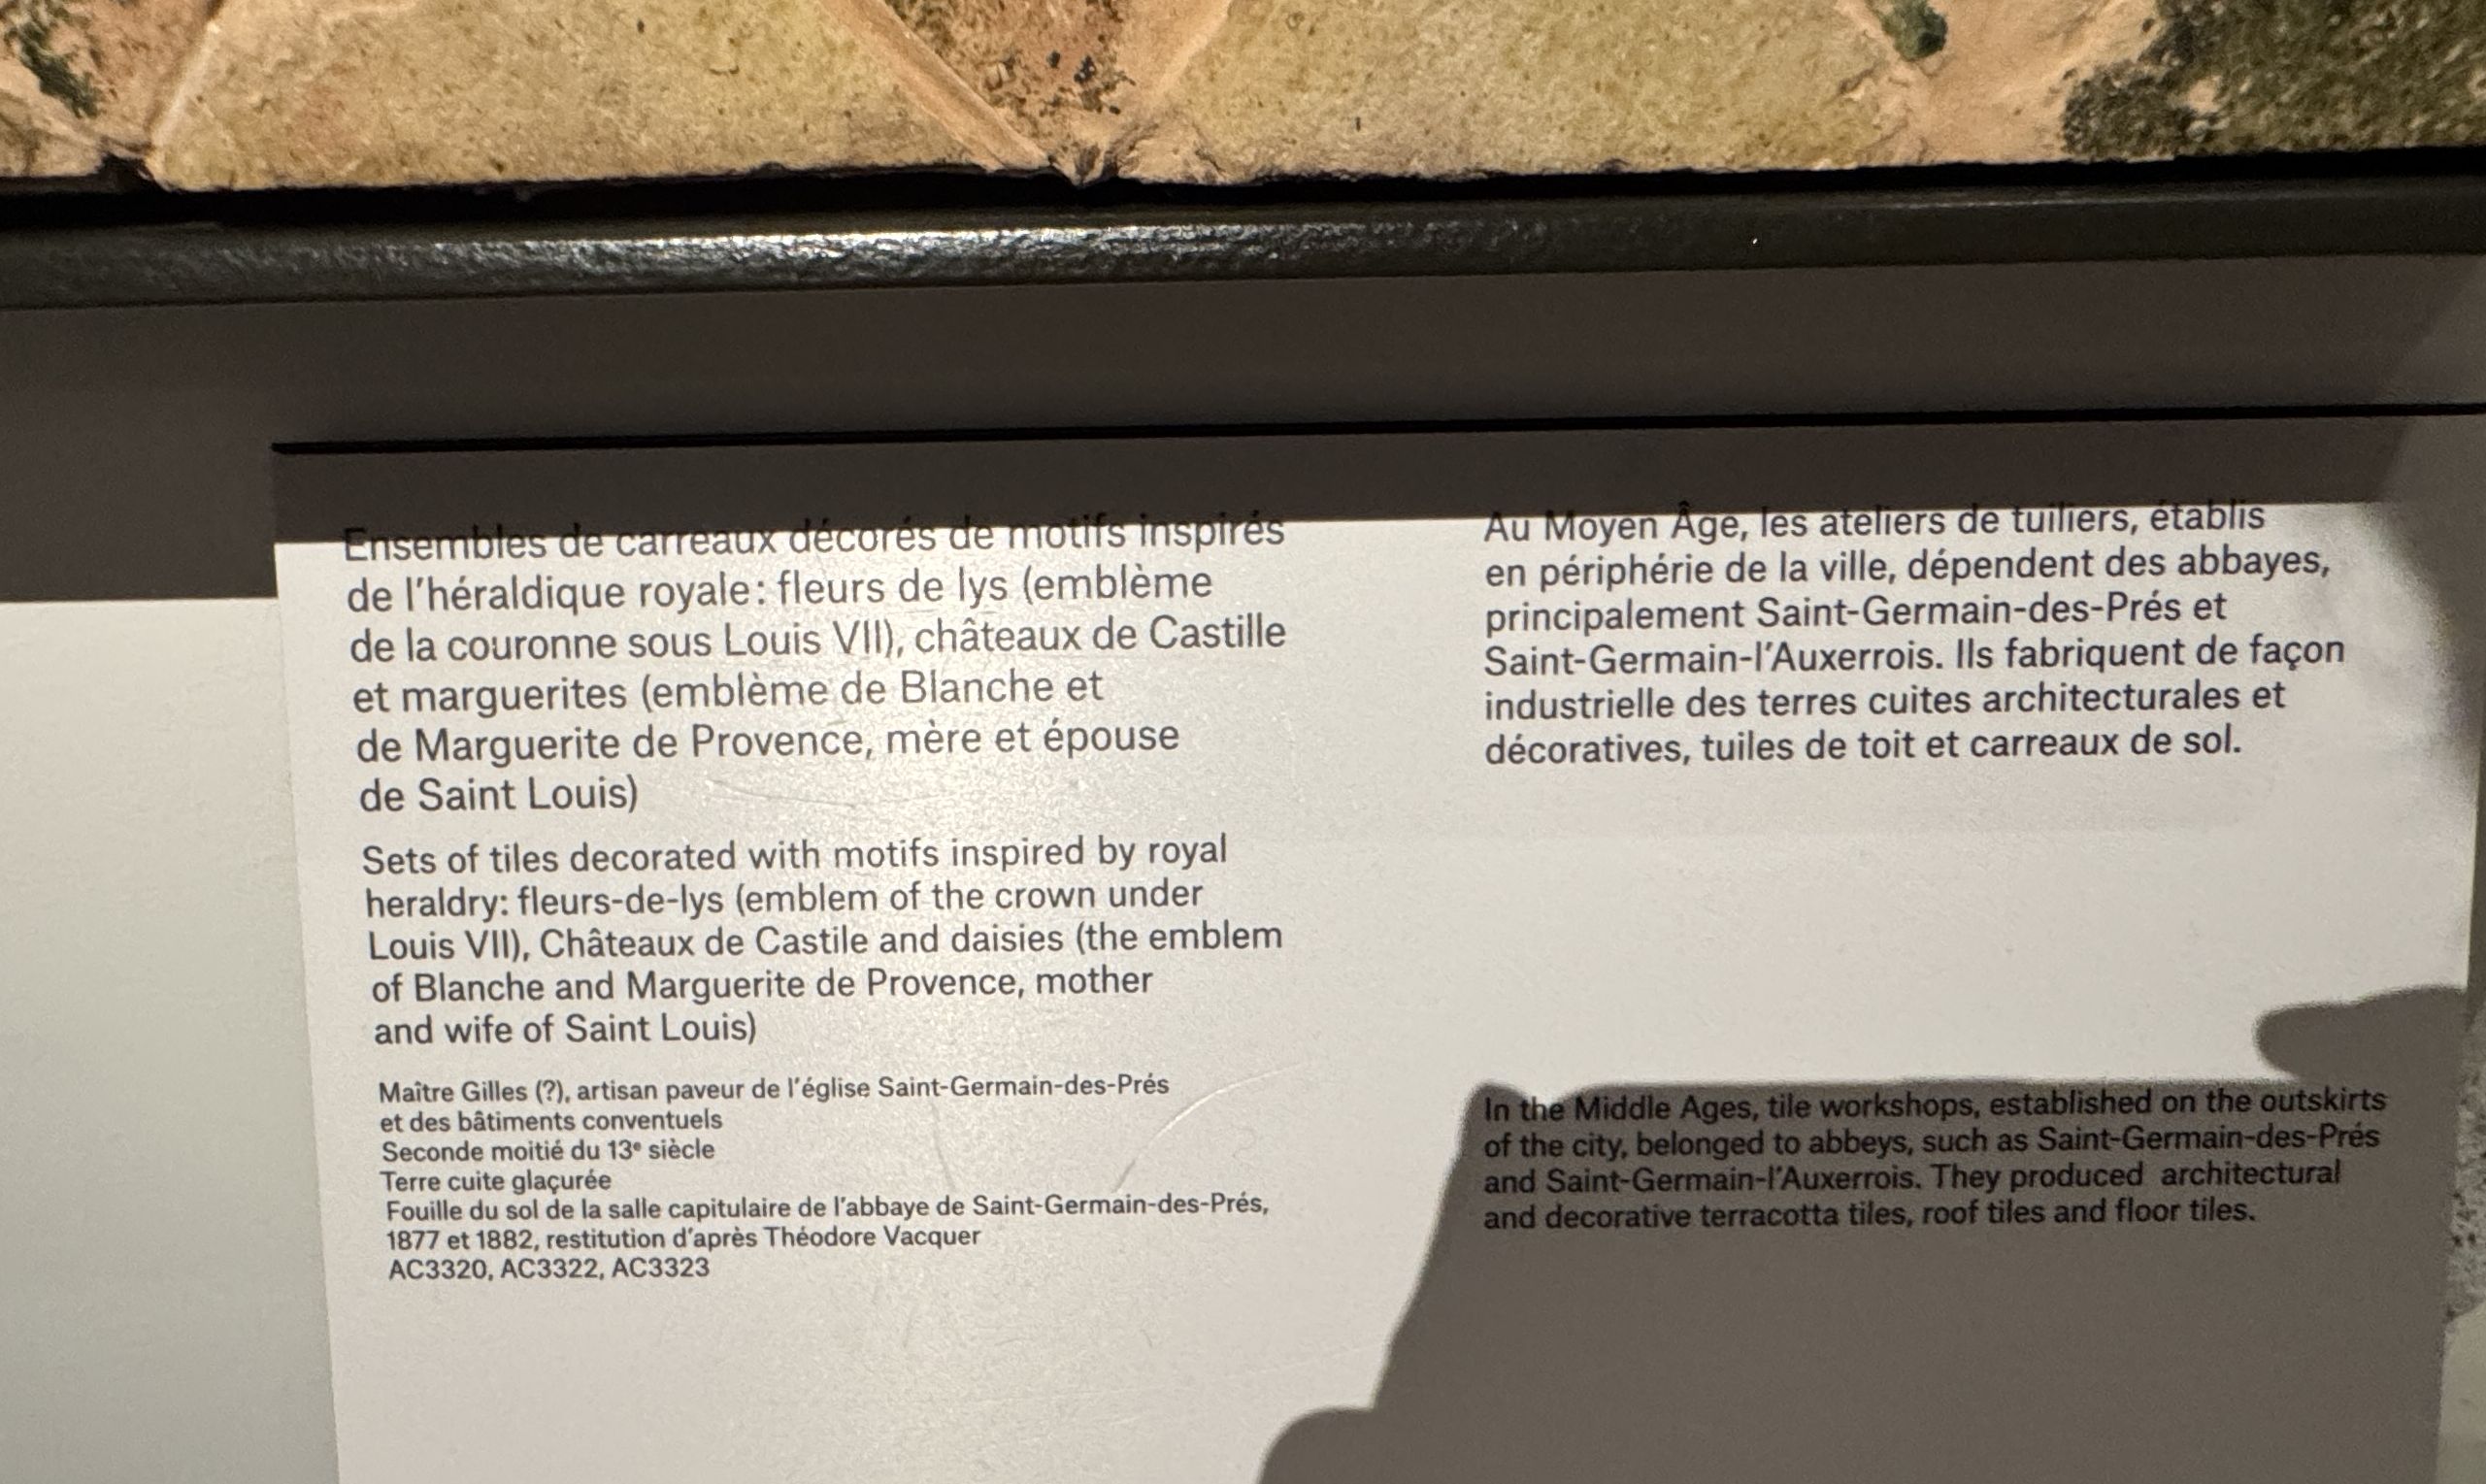 Ensembles de carreaux décorés de motifs inspirés
de l'héraldique royale : fleurs de lys (emblème
de la couronne sous Louis VII), châteaux de Castille
et marguerites (emblème de Blanche et
de Marguerite de Provence, mère et épouse
de Saint Louis)
Sets of tiles decorated with motifs inspired by royal
heraldry: fleurs-de-lys (emblem of the crown under
Louis VII), Châteaux de Castile and daisies (the emblem
of Blanche and Marguerite de Provence, mother
and wife of Saint Louis)
Maître Gilles (?), artisan paveur de l'église Saint-Germain-des-Prés
et des bâtiments conventuels
Seconde moitié du 13e siècle
Terre cuite glaçurée
Fouille du sol de la salle capitulaire de l'abbaye de Saint-Germain-des-Prés,
1877 et 1882, restitution d'après Théodore Vacquer
AC3320, AC3322, AC3323
Au Moyen Âge, les ateliers de tuiliers, établis
en périphérie de la ville, dépendent des abbayes,
principalement Saint-Germain-des-Prés et
Saint-Germain-l'Auxerrois. Ils fabriquent de façon
industrielle des terres cuites architecturales et
décoratives, tuiles de toit et carreaux de sol.
In the Middle Ages, tile workshops, established on the outskirts
of the city, belonged to abbeys, such as Saint-Germain-des-Prés
and Saint-Germain-l'Auxerrois. They produced architectural
and decorative terracotta tiles, roof tiles and floor tiles.